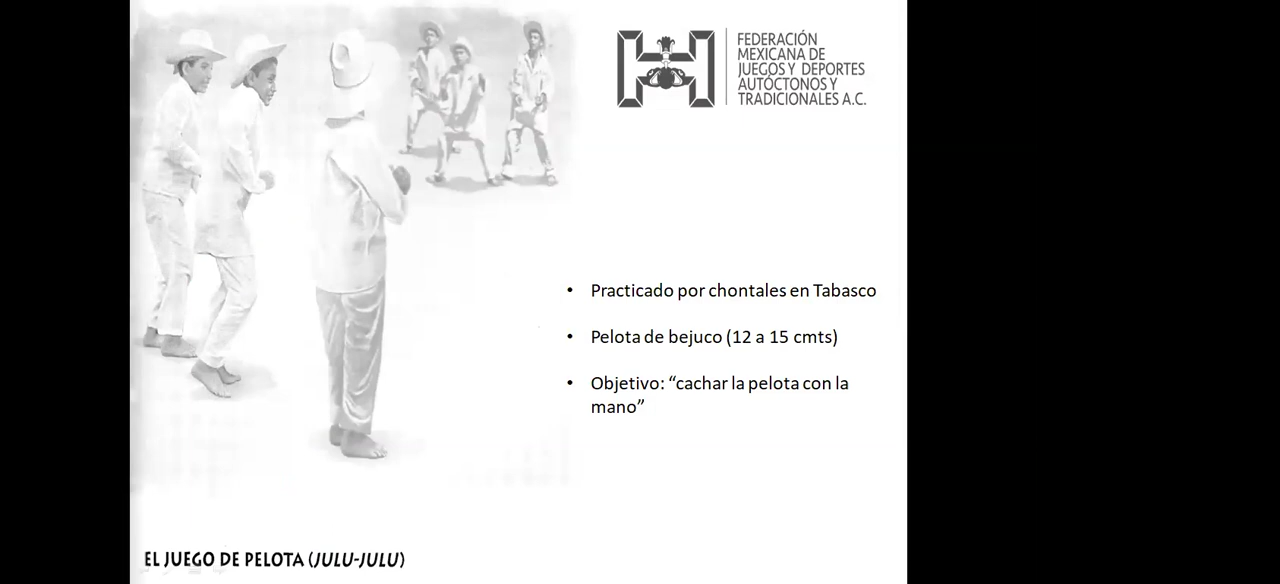 FEDERACIÓN
MEXICANA DE
JUEGOS Y DEPORTES
AUTÓCTONOS Y
TRADICIONALES A.C.
• Practicado por chontales en Tabasco
• Pelota de bejuco (12 a 15 cmts)
• Objetivo: “cachar la pelota con la
mano”
EL JUEGO DE PELOTA (JULU-JULU)